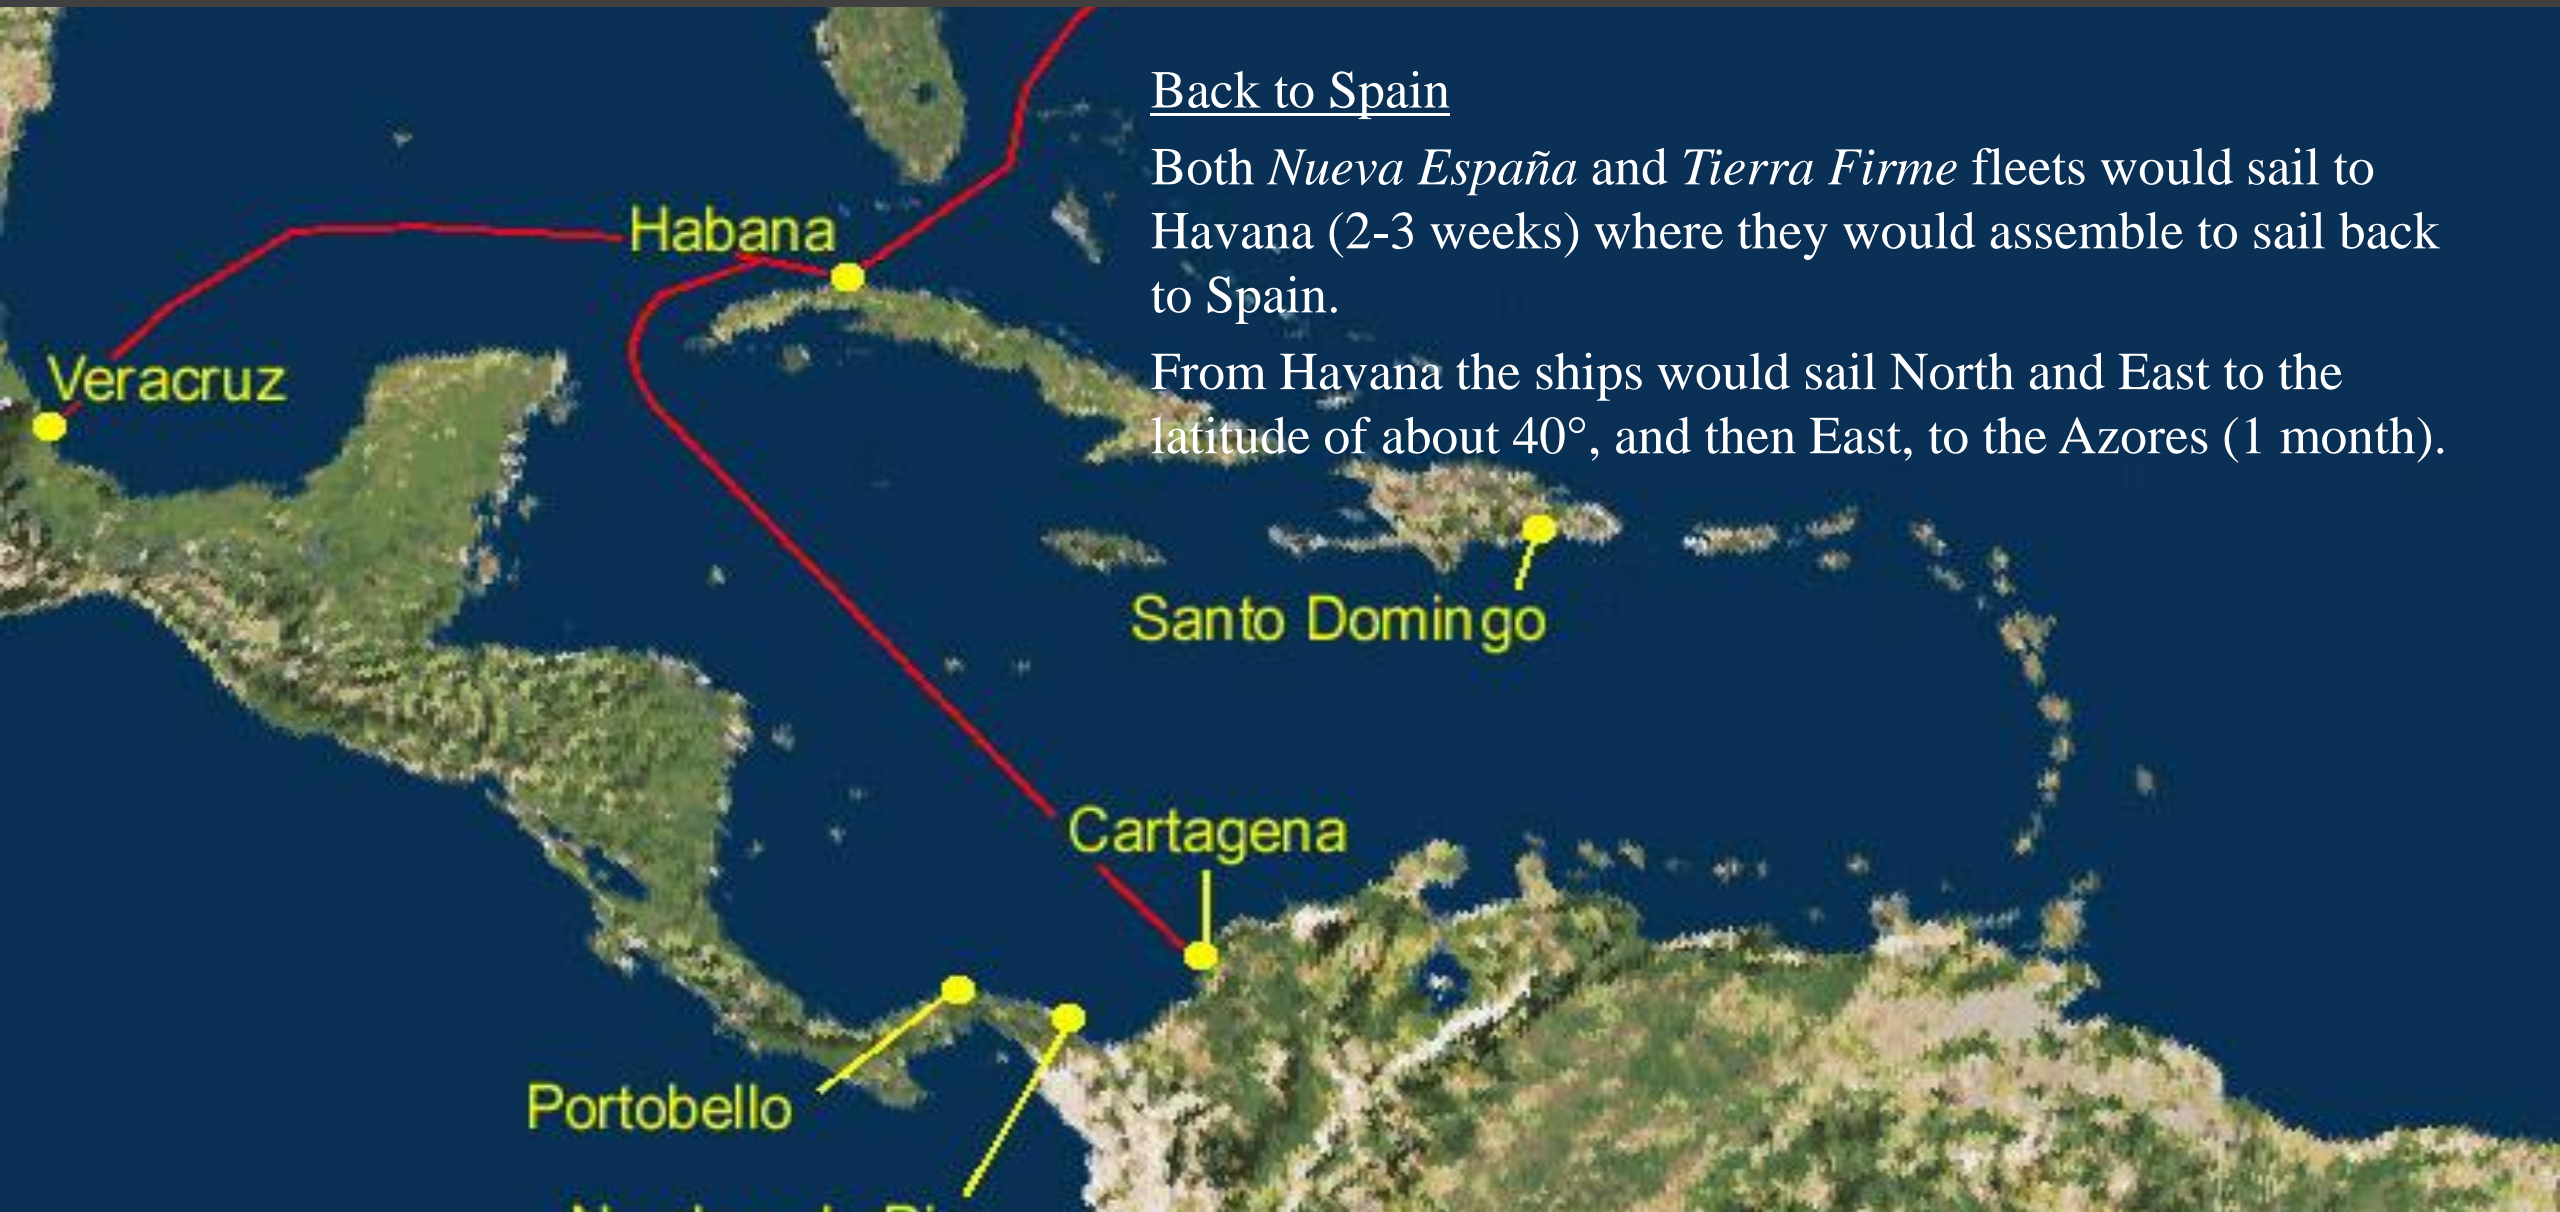 Back to Spain
Both Nueva España and Tierra Firme fleets would sail to
Havana (2-3 weeks) where they would assemble to sail back
to Spain.
From Havana the ships would sail North and East to the
latitude of about 40°, and then East, to the Azores (1 month).
Habana
Veracruz
Santo Domingo
Cartagena
Portobello